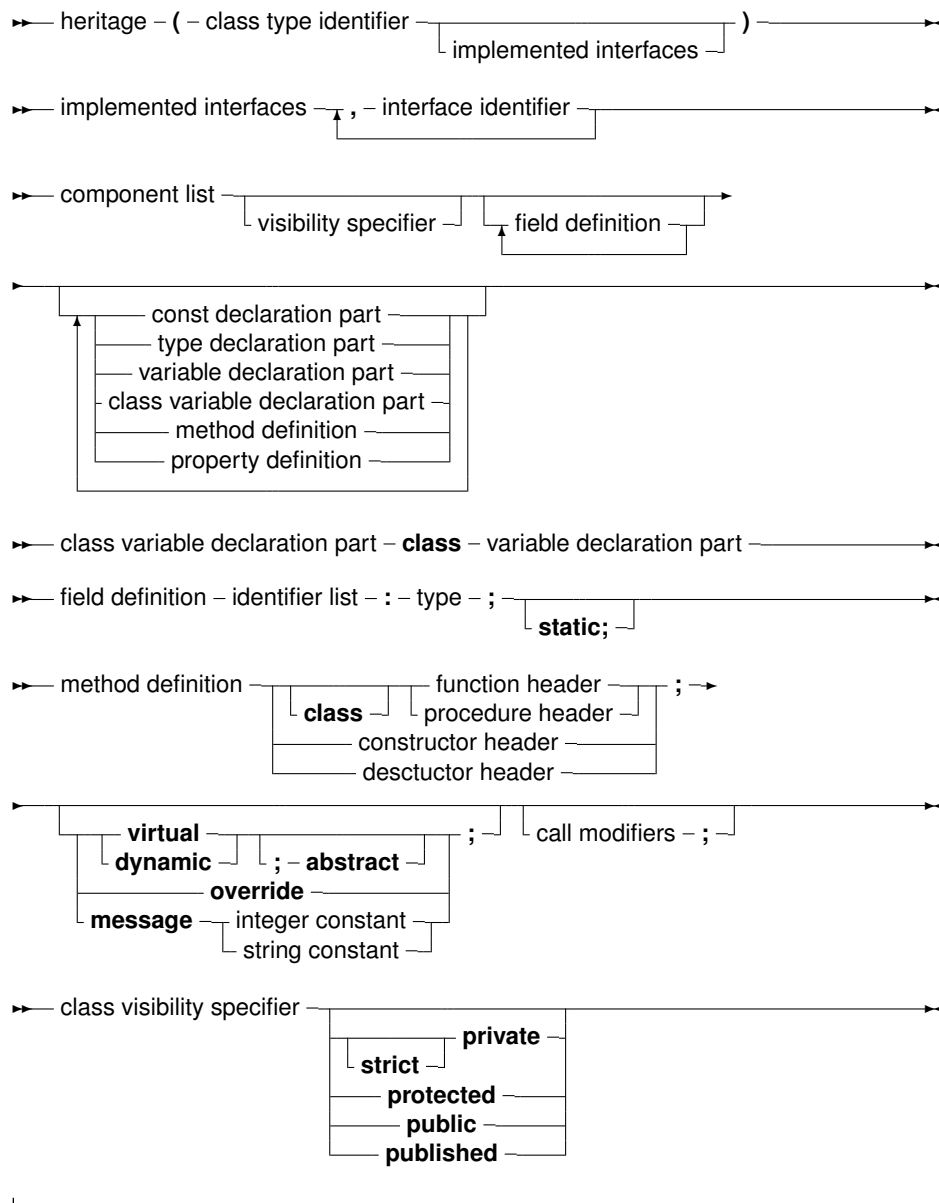 heritage ( class type identifier )
implemented interfaces
implemented interfaces , interface identifier
component list
visibility specifier field definition
const declaration part
type declaration part
variable declaration part
class variable declaration part
method definition
property definition
class variable declaration part class variable declaration part
field definition identifier list : type ;
static;
method definition function header ;
class procedure header
constructor header
desctuctor header
virtual ; call modifiers ;
dynamic ; abstract
override
message integer constant
string constant
class visibility specifier
private
strict
protected
public
published